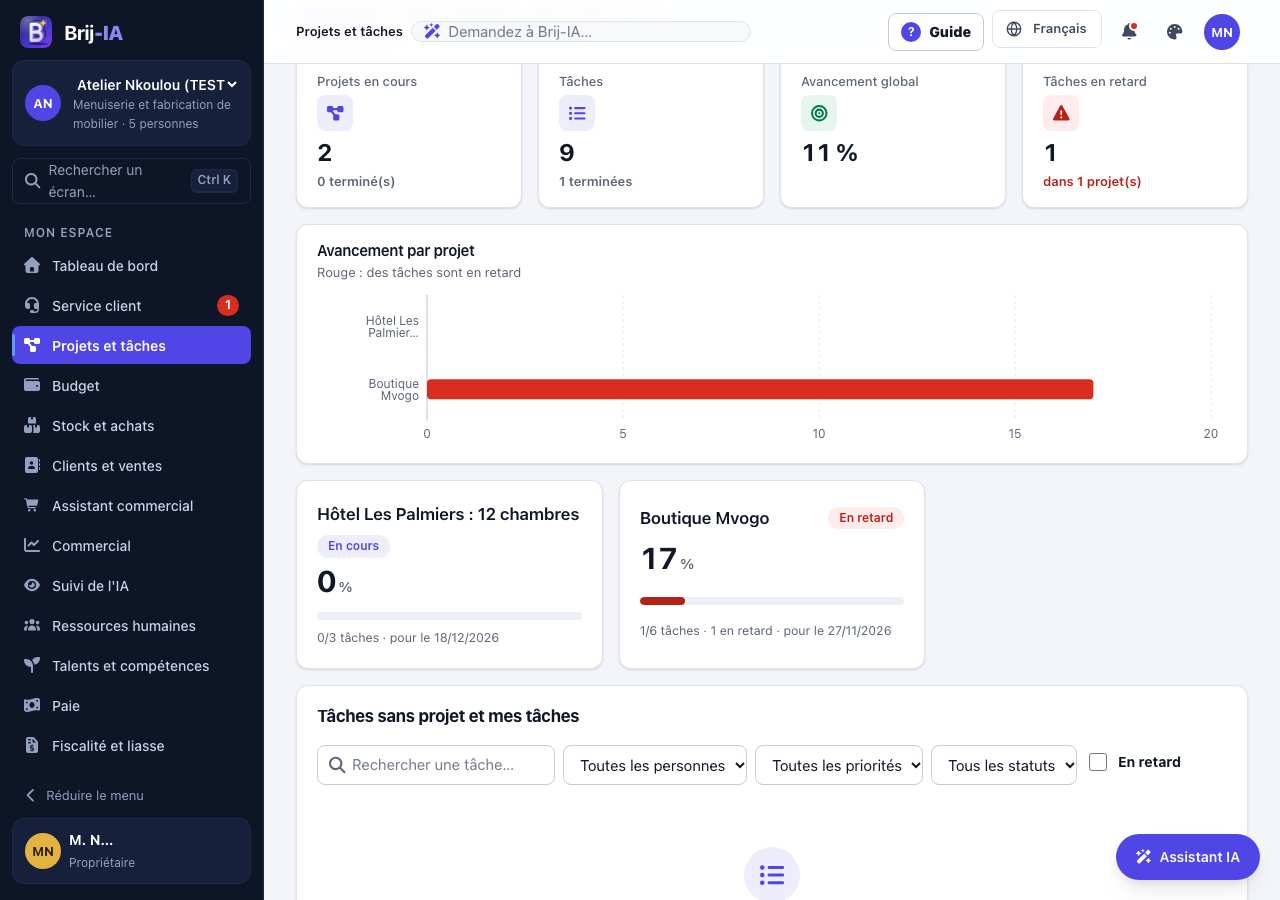 Brij-IA
AN
Atelier Nkoulou (TEST
Menuiserie et fabrication de
mobilier · 5 personnes
Rechercher un
écran...
Ctrl K
MON ESPACE
Tableau de bord
Service client
1
Projets et tâches
Budget
Stock et achats
Clients et ventes
Assistant commercial
Commercial
Suivi de l'IA
Ressources humaines
Talents et compétences
Paie
Fiscalité et liasse
Réduire le menu
MN
M. N...
Propriétaire
Projets et tâches
Demandez à Brij-IA...
? Guide
Français
MN
Projets en cours
2
0 terminé(s)
Tâches
9
1 terminées
Avancement global
11 %
Tâches en retard
1
dans 1 projet(s)
Avancement par projet
Rouge : des tâches sont en retard
Hôtel Les
Palmier...
Boutique
Mvogo
0 5 10 15 20
Hôtel Les Palmiers : 12 chambres
En cours
0 %
0/3 tâches · pour le 18/12/2026
Boutique Mvogo
En retard
17 %
1/6 tâches · 1 en retard · pour le 27/11/2026
Tâches sans projet et mes tâches
Rechercher une tâche...
Toutes les personnes
Toutes les priorités
Tous les statuts
En retard
Assistant IA